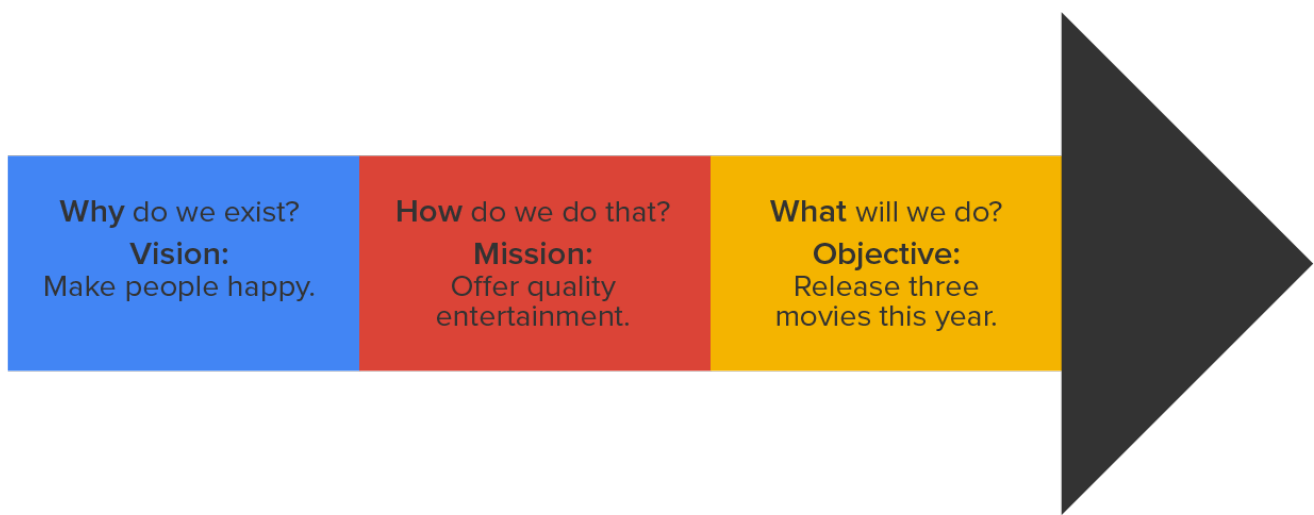 Why do we exist?
Vision:
Make people happy.
How do we do that?
Mission:
Offer quality
entertainment.
What will we do?
Objective:
Release three
movies this year.